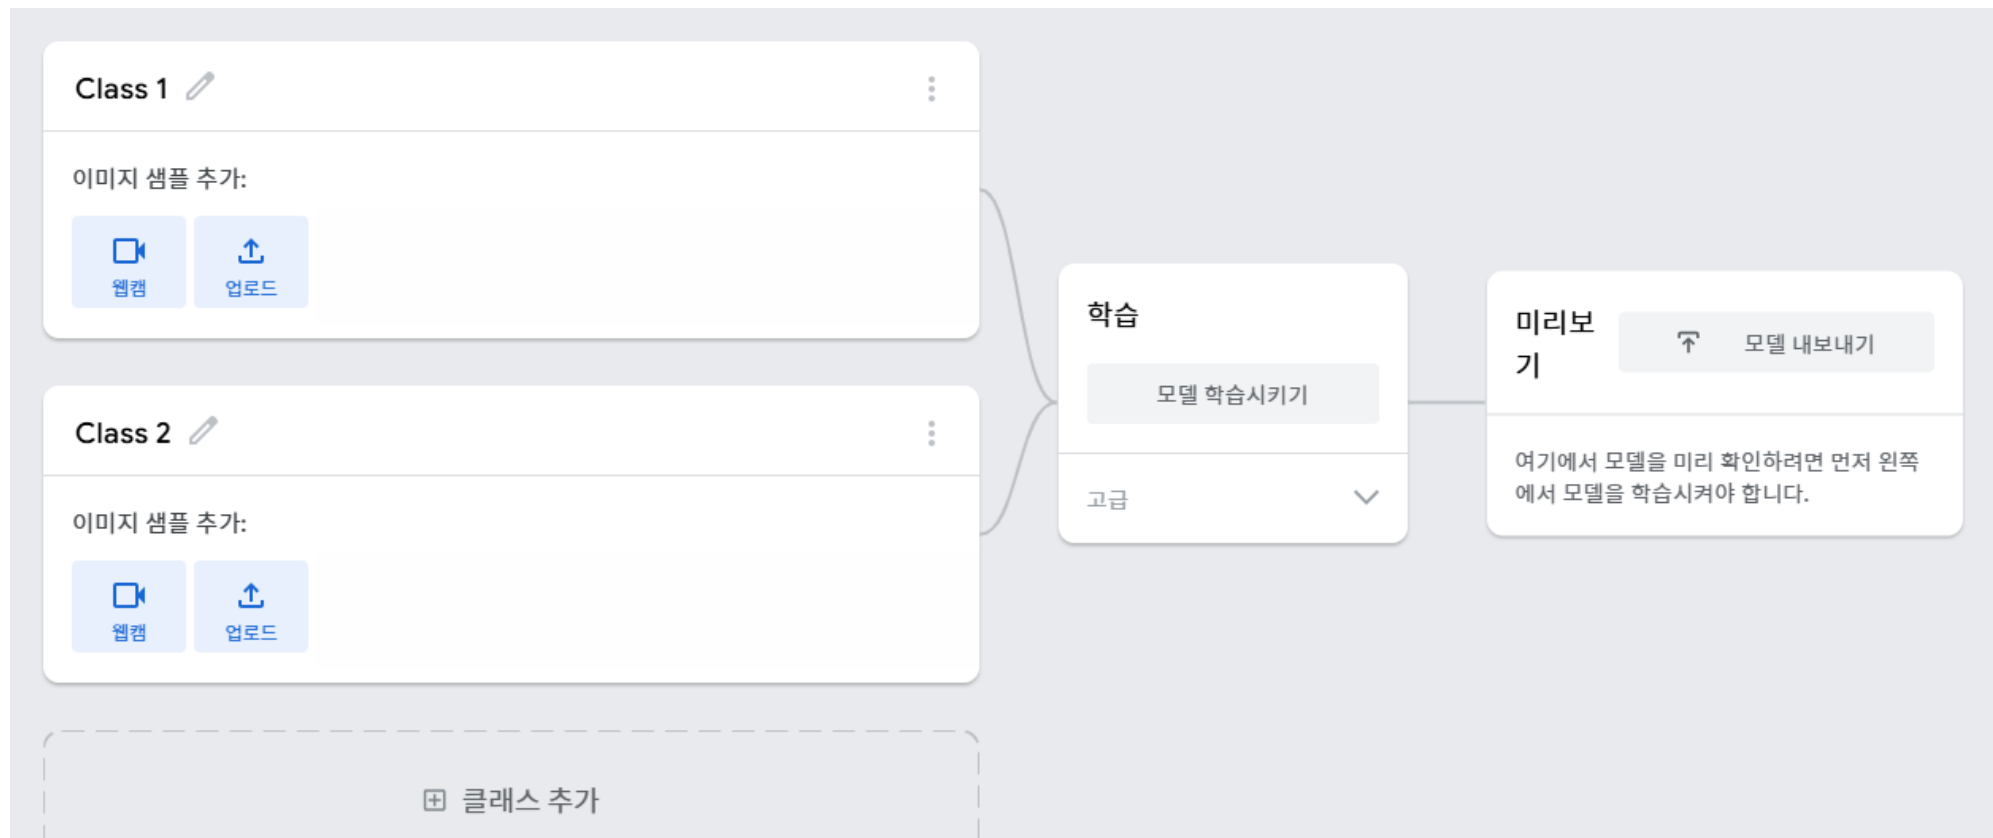 Class 1
이미지 샘플 추가:
웹캠
업로드
Class 2
이미지 샘플 추가:
웹캠
업로드
클래스 추가
학습
모델 학습시키기
고급
미리보
기
모델 내보내기
여기에서 모델을 미리 확인하려면 먼저 왼쪽
에서 모델을 학습시켜야 합니다.